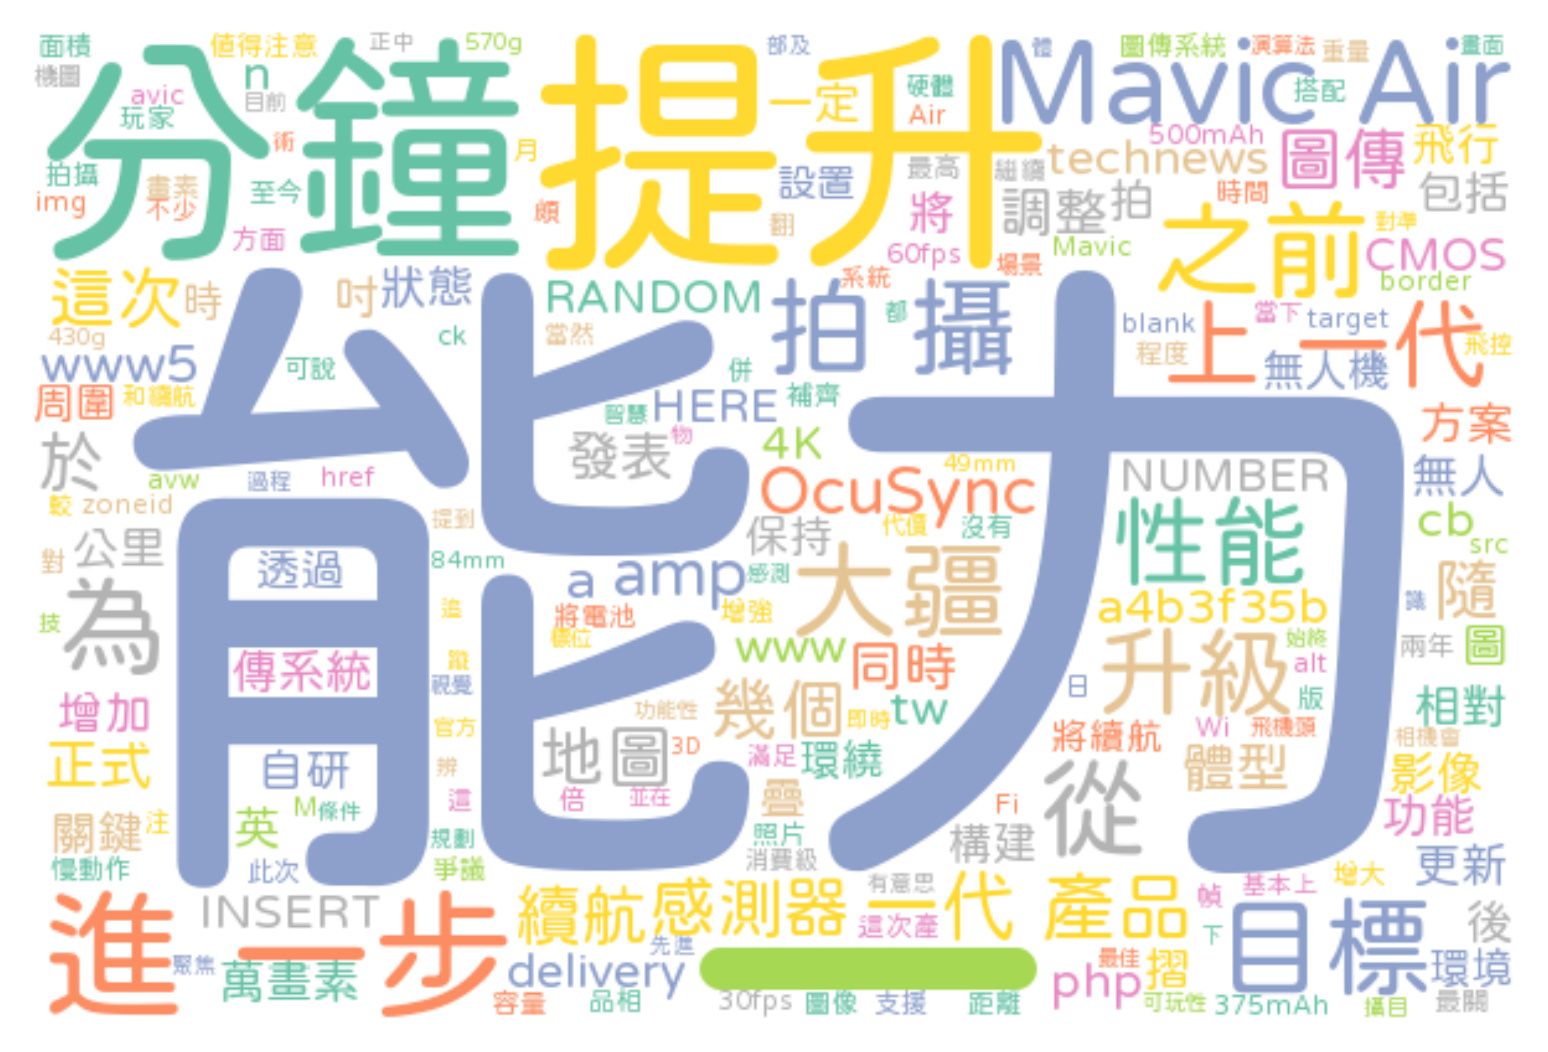 面積 值得注意 正中 570g 部及 體 圖傳系統 演算法 重量 畫面
機圖 n 分鐘 提升 一定 硬體 Mavic Air 搭配
avic 目前 Air
玩家 術 月 500mAh 圖傳 飛行
拍攝 畫素 至今 設置 最高 繼續 technews 包括
img 不少 頗 將 調整 拍 時間
方面 翻 60fps Mavic 之前 對準 CMOS
這次 時 吋 狀態 系統 場景 border
430g ck RANDOM 拍攝 都 blank 當下 target 上一代 飛控
www5 可說 當然 併 程度 無人機
周圍 和續航 智慧 HERE 補齊 方案
於 能力 發表 物 4K
avw 過程 href 49mm NUMBER 無人
較 zoneid 提到 OcuSync 代價 沒有 性能 cb
對 公里 透過 84mm 保持 src
為 a amp 感測 大疆 隨
技 追 將電池 增強 a4b3f35b 識
傳系統 蹤 標位 www 同時 升級 始終 兩年 圖
視覺 alt
增加 官方 功能性 幾個 即時 tw 日 版 相對
正式 自研 辨 地圖 3D 滿足 環繞 將續航 Wi 飛機頭 相機會
這 倍 並在 疊 從 體型 影像
關鍵 注 英 M 條件 規劃 照片 Fi 功能
慢動作 此次 爭議 消費級 構建 更新
進一步 INSERT 續航 感測器 有意思 一代 產品 幀 基本上 增大
聚焦 先進 這次產 下 目標 後
萬畫素 delivery 一 php 最佳 摺 環境
容量 品相 30fps 圖像 支援 距離 可玩性 375mAh 攝目 最關